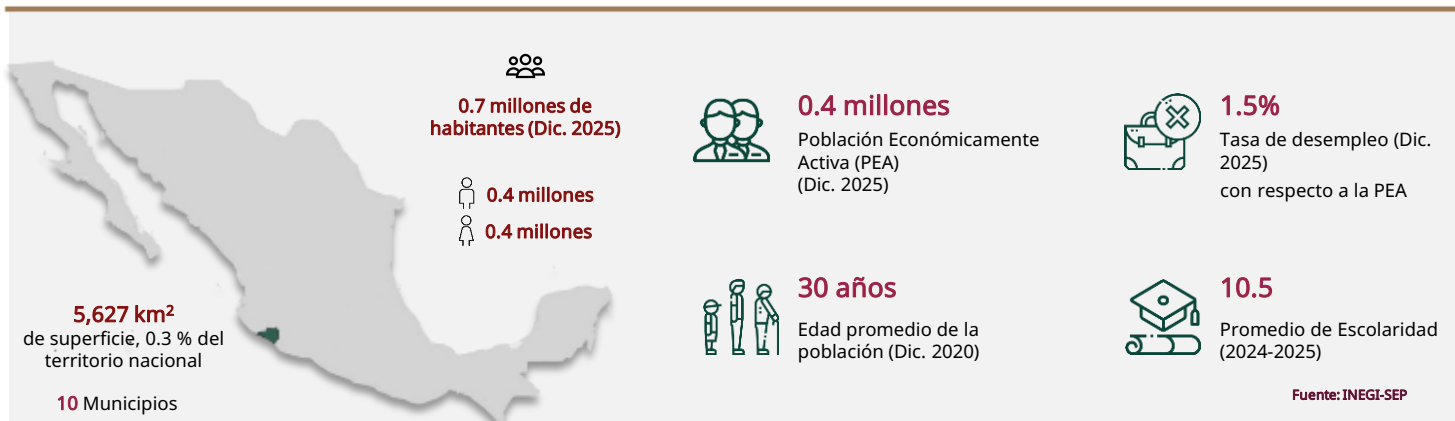 0.7 millones de
habitantes (Dic. 2025)
0.4 millones
0.4 millones
5,627 km²
de superficie, 0.3 % del
territorio nacional
10 Municipios
0.4 millones
Población Económicamente
Activa (PEA)
(Dic. 2025)
1.5%
Tasa de desempleo (Dic.
2025)
con respecto a la PEA
30 años
Edad promedio de la
población (Dic. 2020)
10.5
Promedio de Escolaridad
(2024-2025)
Fuente: INEGI-SEP